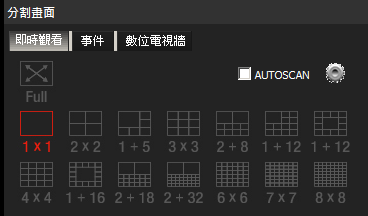 分割畫面
即時觀看 事件 數位電視牆
AUTOSCAN
Full
1 x 1 2 x 2 1 + 5 3 x 3 2 + 8 1 + 12 1 + 12
4 x 4 1 + 16 2 + 18 2 + 32 6 x 6 7 x 7 8 x 8